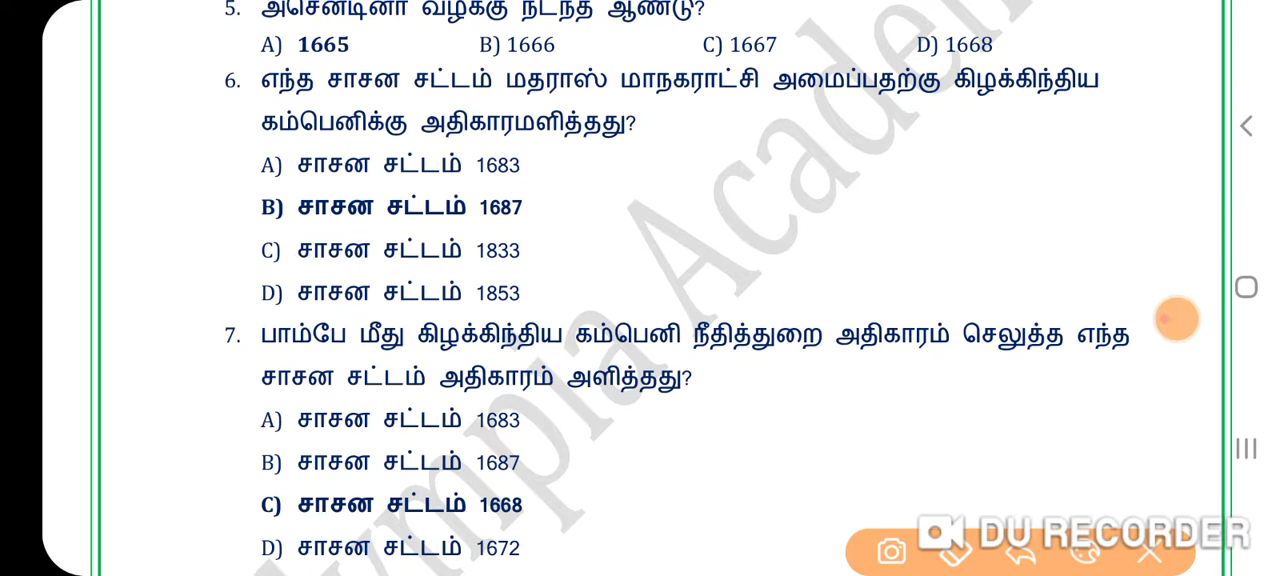 5. அசென்டினா வழக்கு நடந்த ஆண்டு?
A) 1665 B) 1666 C) 1667 D) 1668
6. எந்த சாசன சட்டம் மதராஸ் மாநகராட்சி அமைப்பதற்கு கிழக்கிந்திய
கம்பெனிக்கு அதிகாரமளித்தது?
A) சாசன சட்டம் 1683
B) சாசன சட்டம் 1687
C) சாசன சட்டம் 1833
D) சாசன சட்டம் 1853
7. பாம்பே மீது கிழக்கிந்திய கம்பெனி நீதித்துறை அதிகாரம் செலுத்த எந்த
சாசன சட்டம் அதிகாரம் அளித்தது?
A) சாசன சட்டம் 1683
B) சாசன சட்டம் 1687
C) சாசன சட்டம் 1668
D) சாசன சட்டம் 1672
DU RECORDER